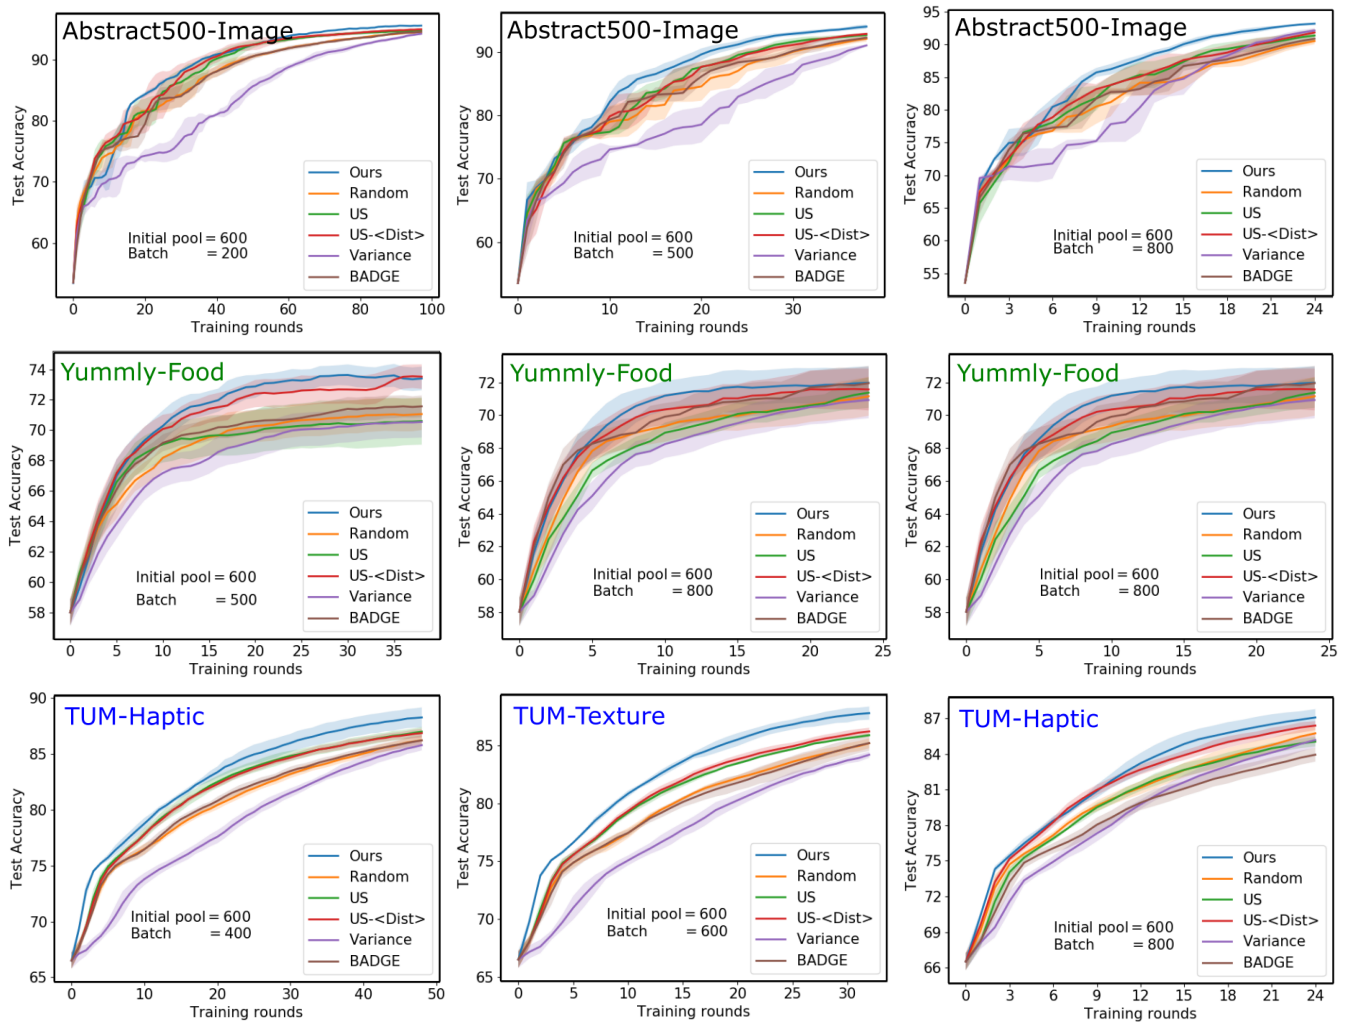 Abstract500-Image
Test Accuracy
90
80
70
60
Initial pool = 600
Batch = 200
Ours
Random
US
US-<Dist>
Variance
BADGE
0 20 40 60 80 100
Training rounds
Abstract500-Image
Test Accuracy
90
80
70
60
Initial pool = 600
Batch = 500
Ours
Random
US
US-<Dist>
Variance
BADGE
0 10 20 30
Training rounds
Abstract500-Image
Test Accuracy
95
90
85
80
75
70
65
60
55
Initial pool = 600
Batch = 800
Ours
Random
US
US-<Dist>
Variance
BADGE
0 3 6 9 12 15 18 21 24
Training rounds
Yummly-Food
Test Accuracy
74
72
70
68
66
64
62
60
58
Initial pool = 600
Batch = 500
Ours
Random
US
US-<Dist>
Variance
BADGE
0 5 10 15 20 25 30 35
Training rounds
Yummly-Food
Test Accuracy
72
70
68
66
64
62
60
58
Initial pool = 600
Batch = 800
Ours
Random
US
US-<Dist>
Variance
BADGE
0 5 10 15 20 25
Training rounds
Yummly-Food
Test Accuracy
72
70
68
66
64
62
60
58
Initial pool = 600
Batch = 800
Ours
Random
US
US-<Dist>
Variance
BADGE
0 5 10 15 20 25
Training rounds
TUM-Haptic
Test Accuracy
90
85
80
75
70
65
Initial pool = 600
Batch = 400
Ours
Random
US
US-<Dist>
Variance
BADGE
0 10 20 30 40 50
Training rounds
TUM-Texture
Test Accuracy
85
80
75
70
65
Initial pool = 600
Batch = 600
Ours
Random
US
US-<Dist>
Variance
BADGE
0 5 10 15 20 25 30
Training rounds
TUM-Haptic
Test Accuracy
87
84
81
78
75
72
69
66
Initial pool = 600
Batch = 800
Ours
Random
US
US-<Dist>
Variance
BADGE
0 3 6 9 12 15 18 21 24
Training rounds